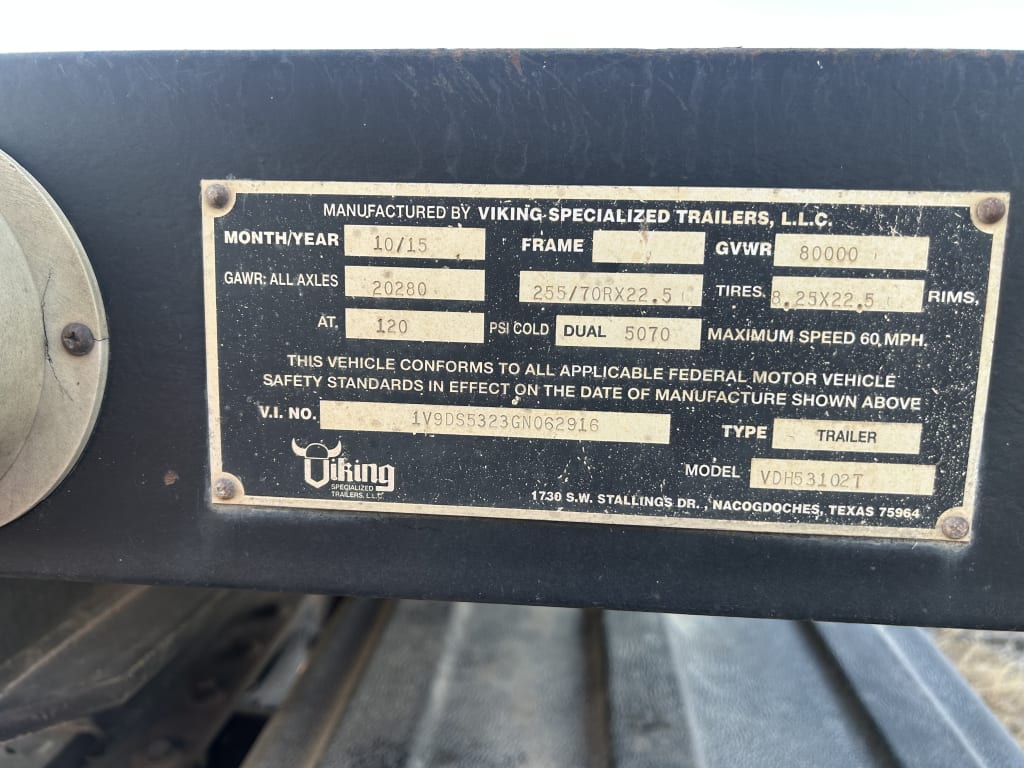 MANUFACTURED BY VIKING SPECIALIZED TRAILERS, L.L.C.
MONTH/YEAR 10/15 FRAME GVWR 80000
GAWR: ALL AXLES 20280 255/70RX22.5 TIRES. 8.25X22.5 RIMS,
AT. 120 PSI COLD DUAL 5070 MAXIMUM SPEED 60 MPH.
THIS VEHICLE CONFORMS TO ALL APPLICABLE FEDERAL MOTOR VEHICLE
SAFETY STANDARDS IN EFFECT ON THE DATE OF MANUFACTURE SHOWN ABOVE
V.I. NO. 1V9DS5323GN062916 TYPE TRAILER
MODEL VDH53102T
Viking
SPECIALIZED
TRAILERS, L.L.C.
1730 S.W. STALLINGS DR., NACOGDOCHES, TEXAS 75964